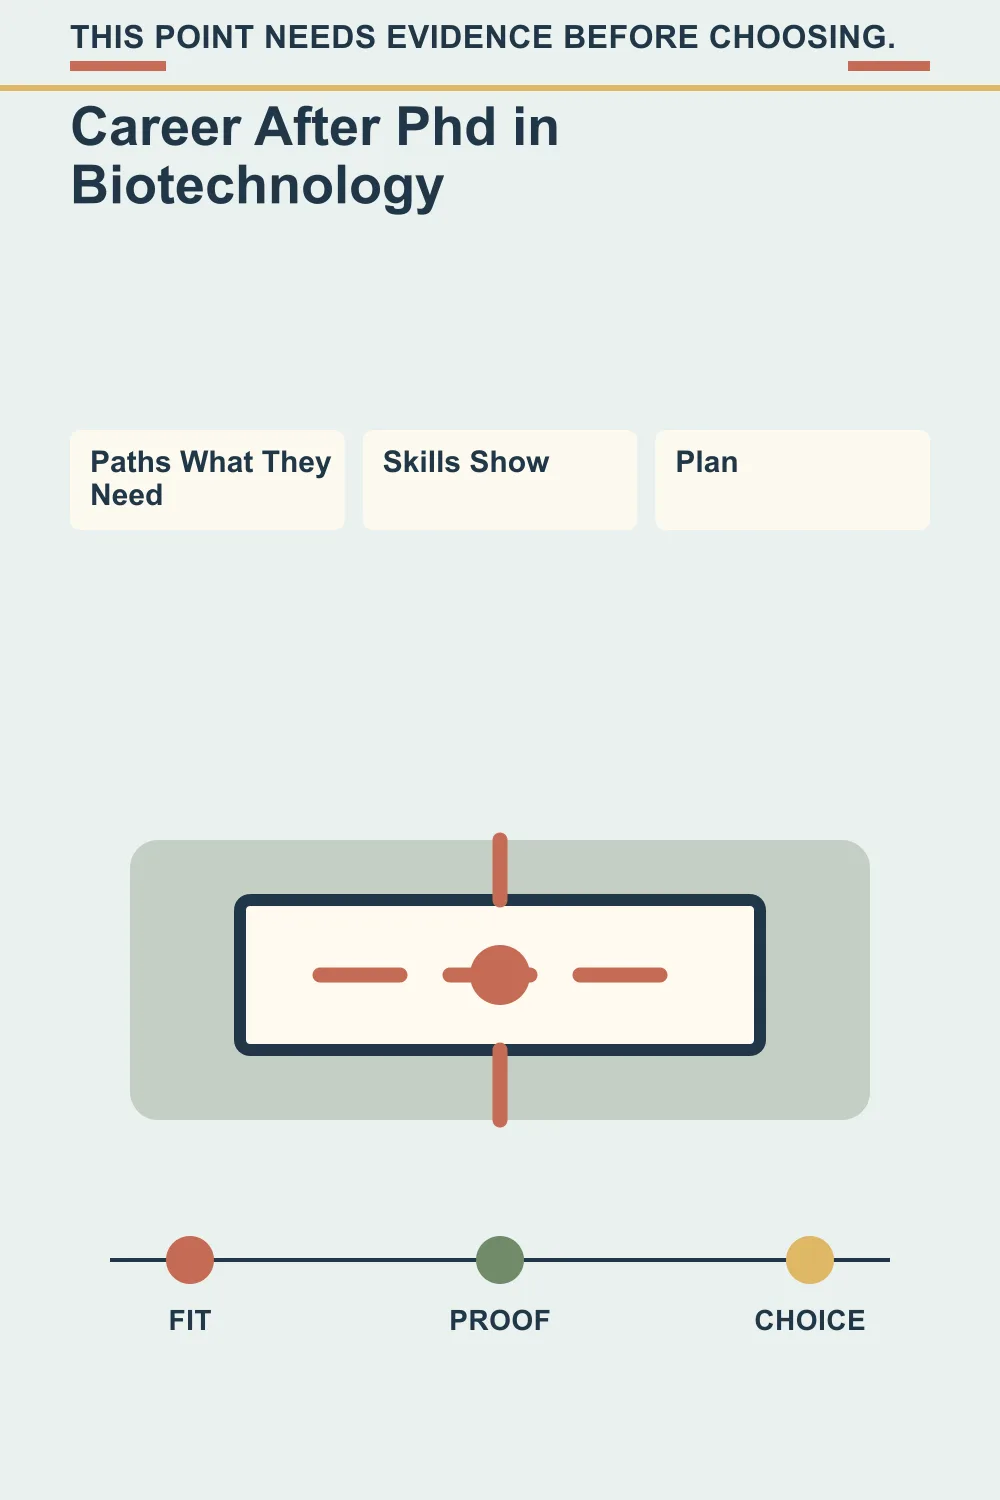 THIS POINT NEEDS EVIDENCE BEFORE CHOOSING.
Career After Phd in
Biotechnology
Paths What They
Need
Skills Show
Plan
FIT
PROOF
CHOICE